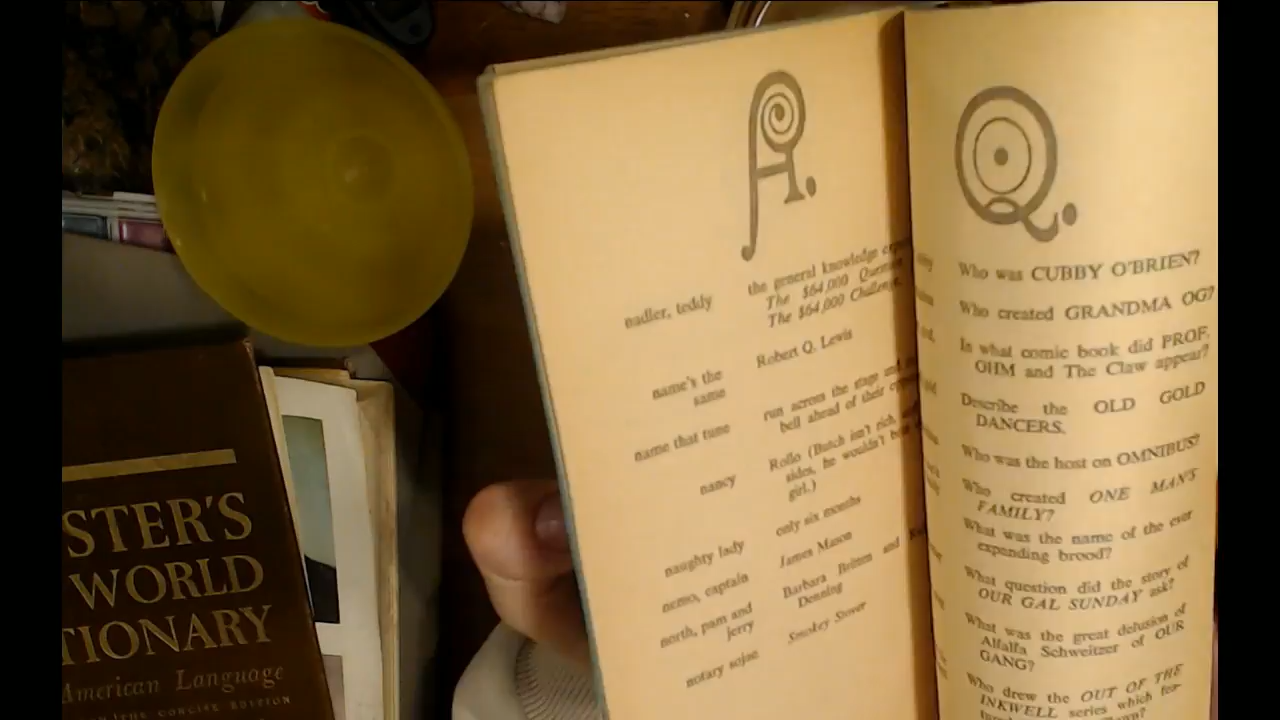 A.
nadler, teddy
the general knowledge
The $64,000
The $64,000 Challenge.
name's the
same
Robert Q. Lewis
name that tune
run across the stage and
bell ahead of their
nancy
Rollo (Butch isn't rich,
sides, he wouldn't
girl.)
naughty lady
only six months
nemo, captain
James Mason
north, pam and
jerry
Barbara Britton and
Denning
notary sojac
Smokey Stover
Q.
Who was CUBBY O'BRIEN?
Who created GRANDMA OG?
In what comic book did PROF.
OHM and The Claw appear?
Describe the OLD GOLD
DANCERS.
Who was the host on OMNIBUS?
Who created ONE MAN'S
FAMILY?
What was the name of the ever
expanding brood?
What question did the story of
OUR GAL SUNDAY ask?
What was the great delusion of
Alfalfa Schweitzer of OUR
GANG?
Who drew the OUT OF THE
INKWELL series which
STER'S
WORLD
TIONARY
American Language
CONCISE EDITION